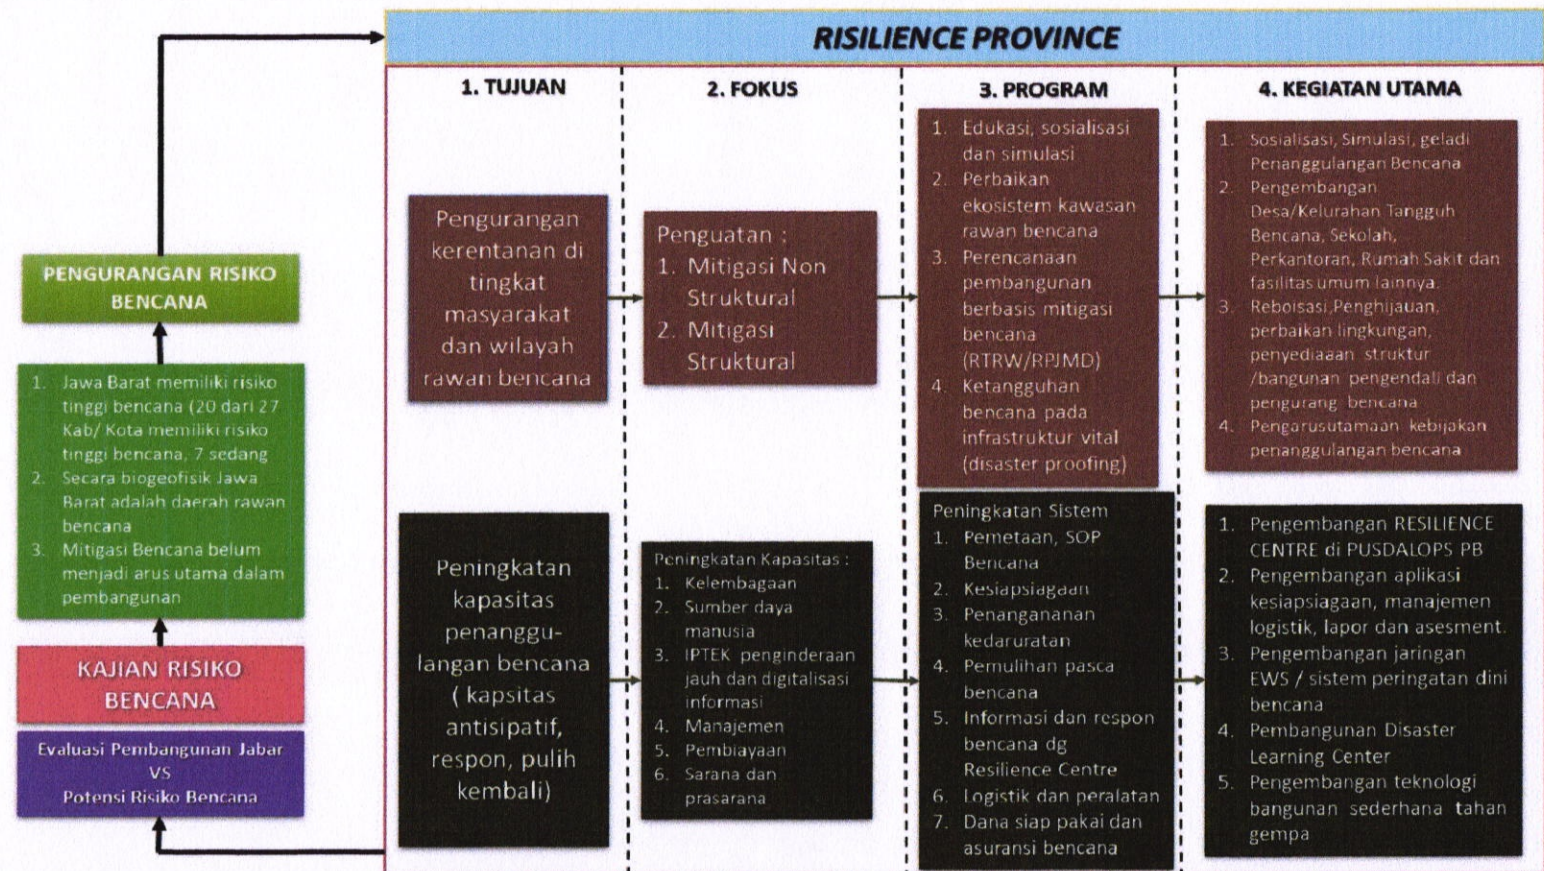 RISILIENCE PROVINCE
PENGURANGAN RISIKO
BENCANA
1. Jawa Barat memiliki risiko
tinggi bencana (20 dari 27
Kab/ Kota memiliki risiko
tinggi bencana, 7 sedang
2. Secara biogeofisik Jawa
Barat adalah daerah rawan
bencana
3. Mitigasi Bencana belum
menjadi arus utama dalam
pembangunan
KAJIAN RISIKO
BENCANA
Evaluasi Pembangunan Jabar
VS
Potensi Risiko Bencana
1. TUJUAN
Pengurangan
kerentanan di
tingkat
masyarakat
dan wilayah
rawan bencana
Peningkatan
kapasitas
penanggu-
langan bencana
( kapsitas
antisipatif,
respon, pulih
kembali)
2. FOKUS
Penguatan :
1. Mitigasi Non
Struktural
2. Mitigasi
Struktural
Peningkatan Kapasitas :
1. Kelembagaan
2. Sumber daya
manusia
3. IPTEK penginderaan
jauh dan digitalisasi
informasi
4. Manajemen
5. Pembiayaan
6. Sarana dan
prasarana
3. PROGRAM
1. Edukasi, sosialisasi
dan simulasi
2. Perbaikan
ekosistem kawasan
rawan bencana
3. Perencanaan
pembangunan
berbasis mitigasi
bencana
(RTRW/RPJMD)
4. Ketangguhan
bencana pada
infrastruktur vital
(disaster proofing)
Peningkatan Sistem
1. Pemetaan, SOP
Bencana
2. Kesiapsiagaan
3. Penangananan
kedaruratan
4. Pemulihan pasca
bencana
5. Informasi dan respon
bencana dg
Resilience Centre
6. Logistik dan peralatan
7. Dana siap pakai dan
asuransi bencana
4. KEGIATAN UTAMA
1. Sosialisasi, Simulasi, geladi
Penanggulangan Bencana
2. Pengembangan
Desa/Kelurahan Tangguh
Bencana, Sekolah,
Perkantoran, Rumah Sakit dan
fasilitas umum lainnya.
3. Reboisasi,Penghijauan,
perbaikan lingkungan,
penyediaaan struktur
/bangunan pengendali dan
pengurang bencana
4. Pengarusutamaan kebijakan
penanggulangan bencana
1. Pengembangan RESILIENCE
CENTRE di PUSDALOPS PB
2. Pengembangan aplikasi
kesiapsiagaan, manajemen
logistik, lapor dan asesment.
3. Pengembangan jaringan
EWS / sistem peringatan dini
bencana
4. Pembangunan Disaster
Learning Center
5. Pengembangan teknologi
bangunan sederhana tahan
gempa